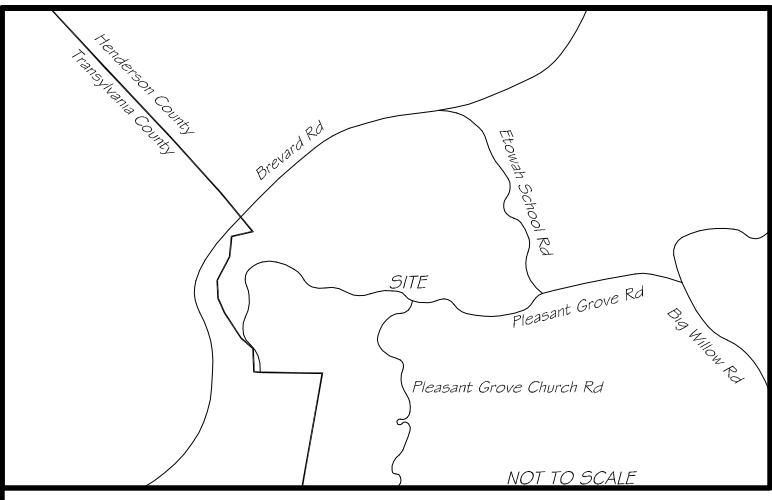 Henderson County
Transylvania County
Brevard Rd
Etowah School Rd
SITE
Pleasant Grove Rd
Big Willow Rd
Pleasant Grove Church Rd
NOT TO SCALE